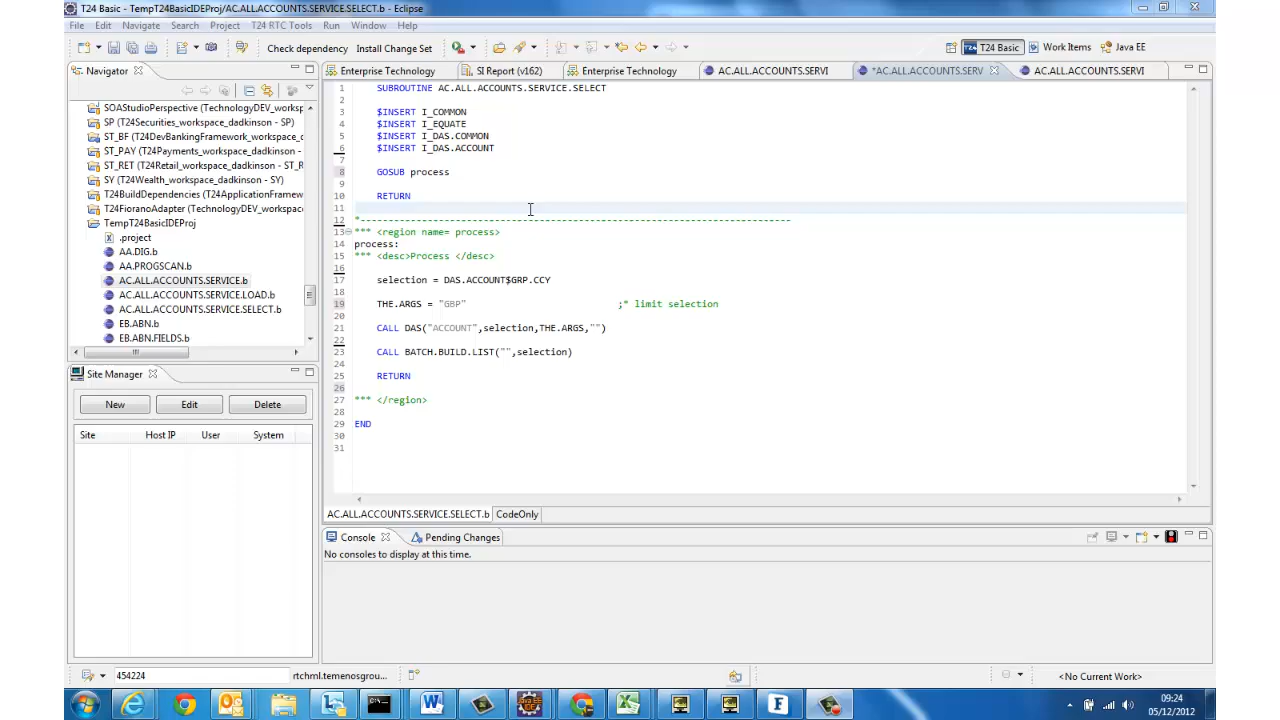 T24 Basic - TempT24BasicIDEProj/AC.ALL.ACCOUNTS.SERVICE.SELECT.b - Eclipse
File Edit Navigate Search Project T24 RTC Tools Run Window Help
Check dependency Install Change Set
T24 T24 Basic Work Items Java EE
Navigator
Enterprise Technology SI Report (v162) Enterprise Technology AC.ALL.ACCOUNTS.SERVI *AC.ALL.ACCOUNTS.SERV AC.ALL.ACCOUNTS.SERVI
SOAStudioPerspective (TechnologyDEV_worksp
SP (T24Securities_workspace_dadkinson - SP)
ST_BF (T24DevBankingFramework_workspace_d
ST_PAY (T24Payments_workspace_dadkinson - S
ST_RET (T24Retail_workspace_dadkinson - ST_R
SY (T24Wealth_workspace_dadkinson - SY)
T24BuildDependencies (T24ApplicationFramew
T24FioranoAdapter (TechnologyDEV_workspace
TempT24BasicIDEProj
.project
AA.DIG.b
AA.PROGSCAN.b
AC.ALL.ACCOUNTS.SERVICE.b
AC.ALL.ACCOUNTS.SERVICE.LOAD.b
AC.ALL.ACCOUNTS.SERVICE.SELECT.b
EB.ABN.b
EB.ABN.FIELDS.b
Site Manager
New Edit Delete
Site Host IP User System
1 SUBROUTINE AC.ALL.ACCOUNTS.SERVICE.SELECT
2
3 $INSERT I_COMMON
4 $INSERT I_EQUATE
5 $INSERT I_DAS.COMMON
6 $INSERT I_DAS.ACCOUNT
7
8 GOSUB process
9
10 RETURN
11
12 *-----------------------------------------------------------------------------
13 *** <region name= process>
14 process:
15 *** <desc>Process </desc>
16
17 selection = DAS.ACCOUNT$GRP.CCY
18
19 THE.ARGS = "GBP" ;* limit selection
20
21 CALL DAS("ACCOUNT",selection,THE.ARGS,"")
22
23 CALL BATCH.BUILD.LIST("",selection)
24
25 RETURN
26
27 *** </region>
28
29 END
30
31
AC.ALL.ACCOUNTS.SERVICE.SELECT.b CodeOnly
Console Pending Changes
No consoles to display at this time.
454224 rtchml.temenosgrou... <No Current Work>
09:24
05/12/2012